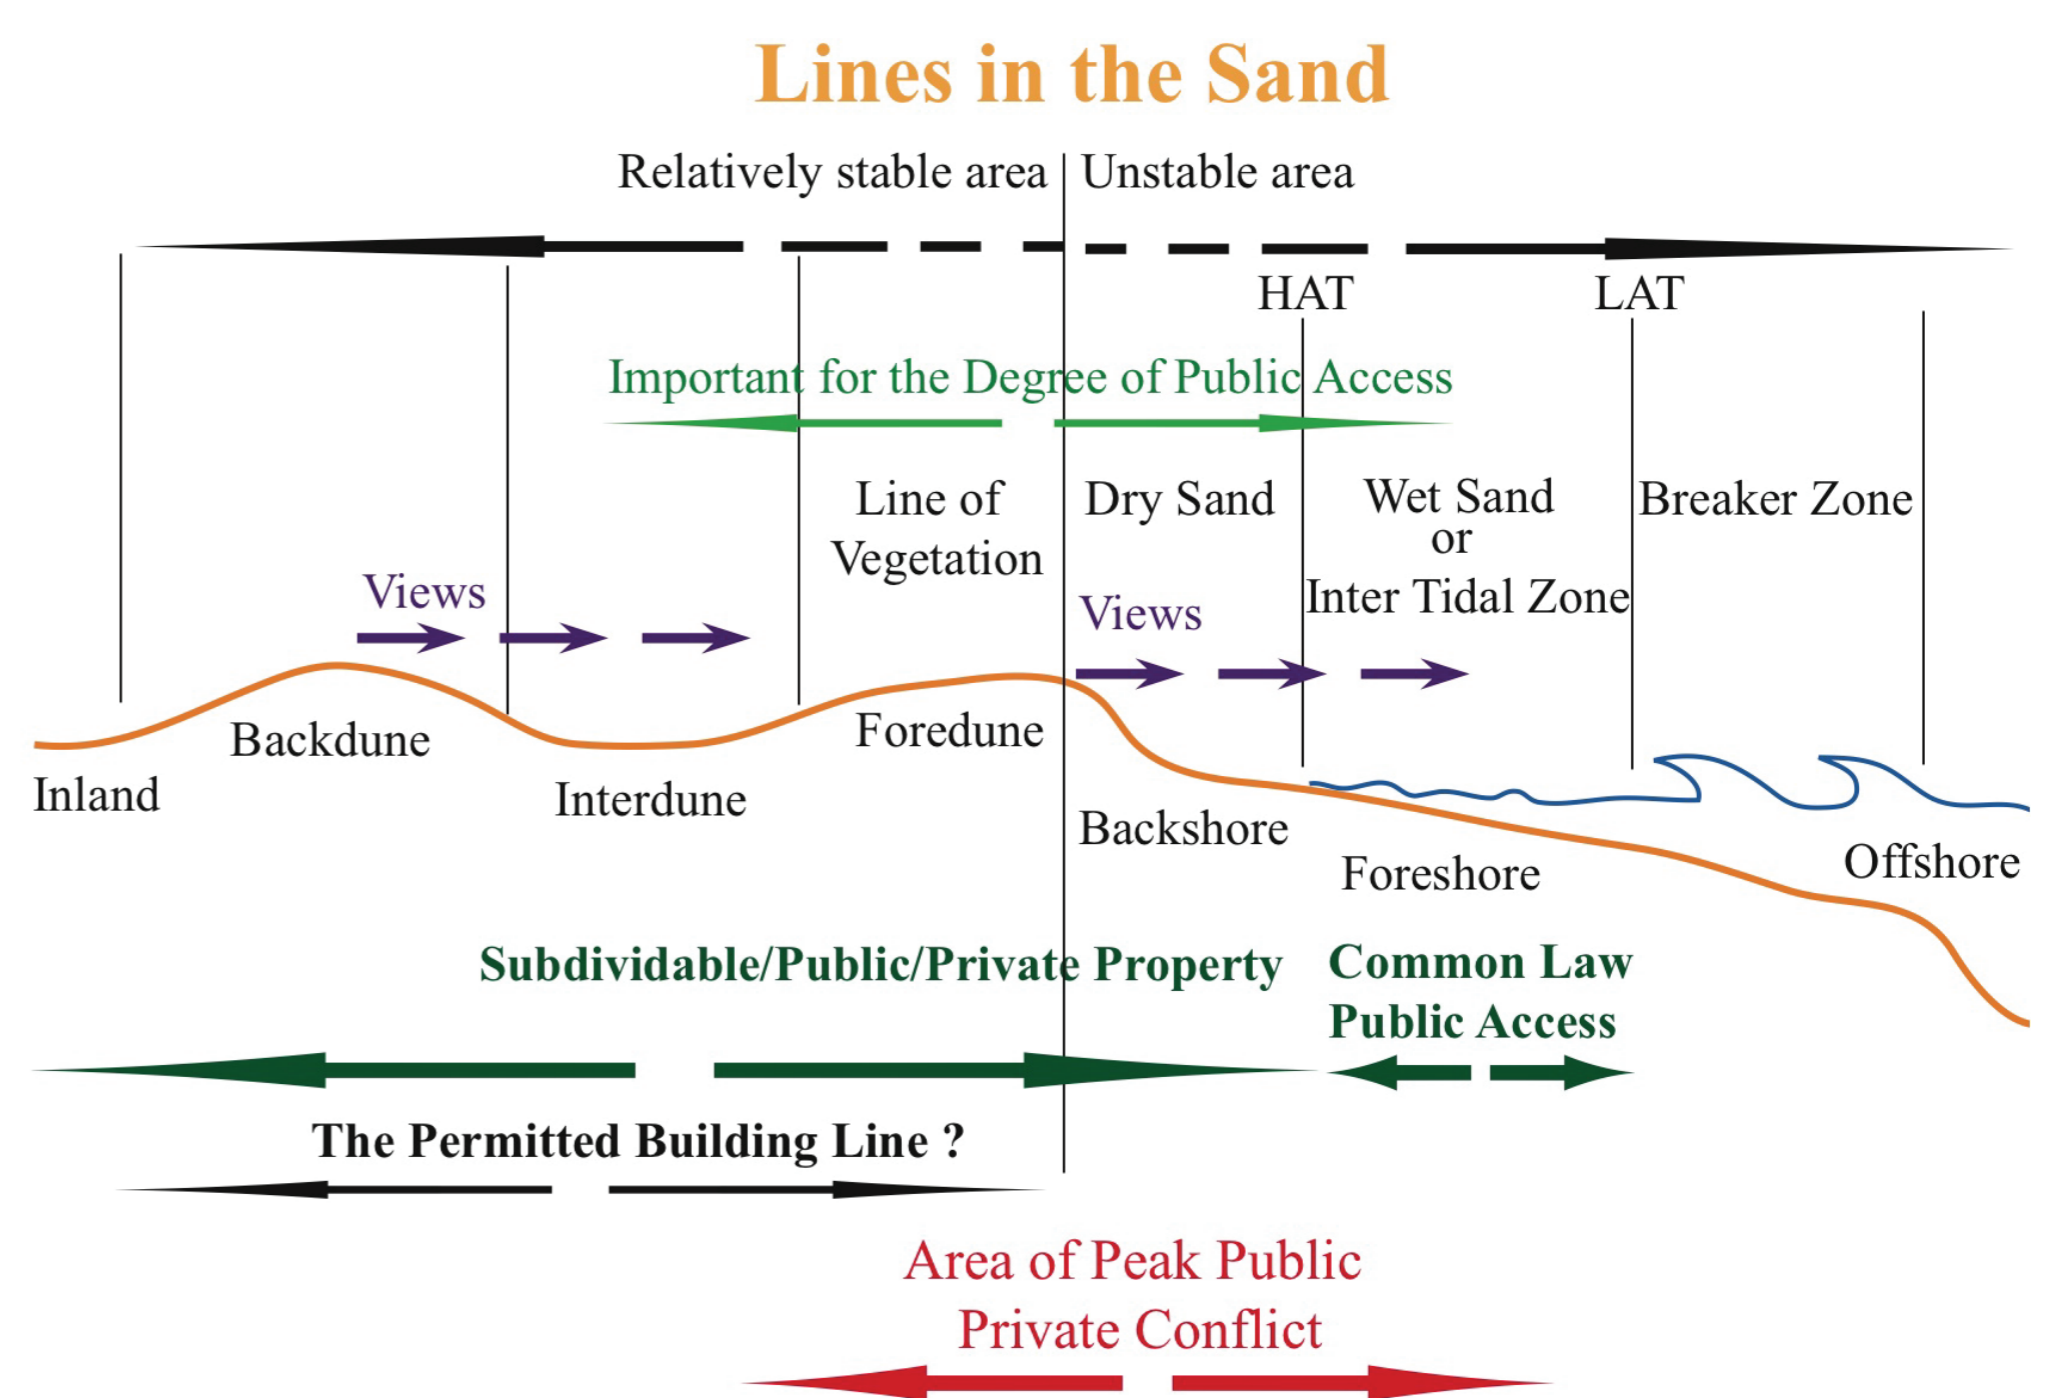 Lines in the Sand
Relatively stable area
Unstable area
HAT
LAT
Important for the Degree of Public Access
Line of
Vegetation
Dry Sand
Wet Sand
or
Inter Tidal Zone
Breaker Zone
Views
Views
Inland
Backdune
Interdune
Foredune
Backshore
Foreshore
Offshore
Subdividable/Public/Private Property
Common Law
Public Access
The Permitted Building Line ?
Area of Peak Public
Private Conflict